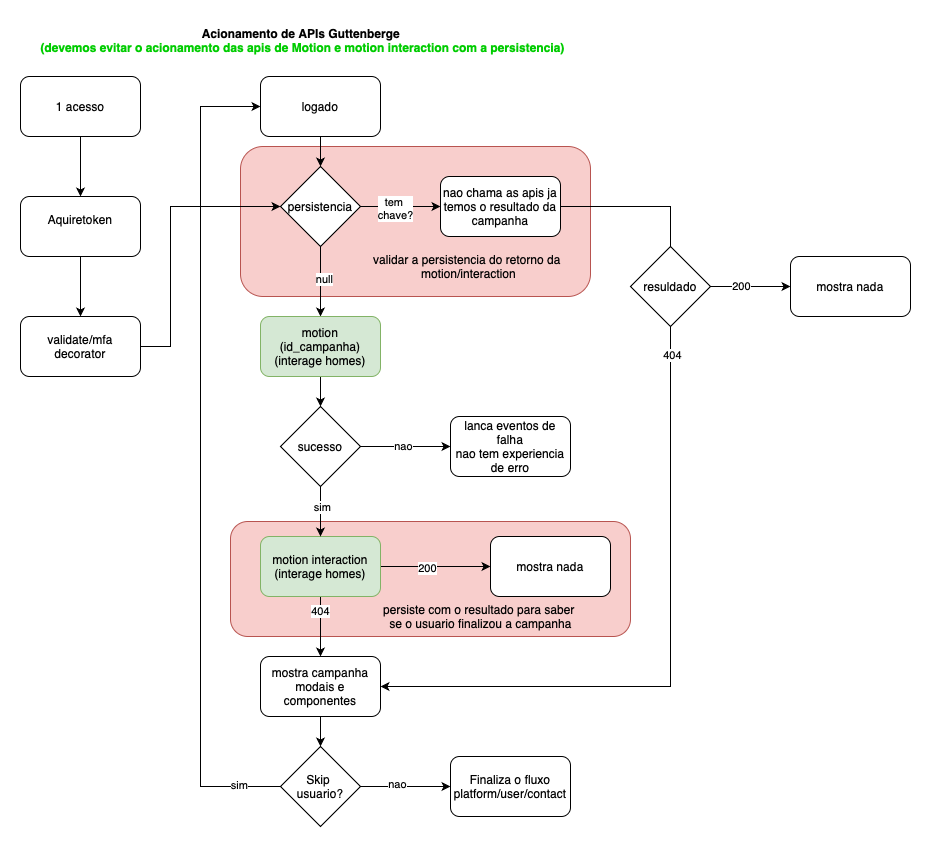 Acionamento de APIs Guttenberge
(devemos evitar o acionamento das apis de Motion e motion interaction com a persistencia)
1 acesso
logado
Aquiretoken
persistencia
tem
chave?
nao chama as apis ja
temos o resultado da
campanha
validar a persistencia do retorno da
motion/interaction
null
resuldado
200
mostra nada
404
validate/mfa
decorator
motion
(id_campanha)
(interage homes)
sucesso
nao
lanca eventos de
falha
nao tem experiencia
de erro
sim
motion interaction
(interage homes)
200
mostra nada
404
persiste com o resultado para saber
se o usuario finalizou a campanha
mostra campanha
modais e
componentes
Skip
usuario?
sim
nao
Finaliza o fluxo
platform/user/contact